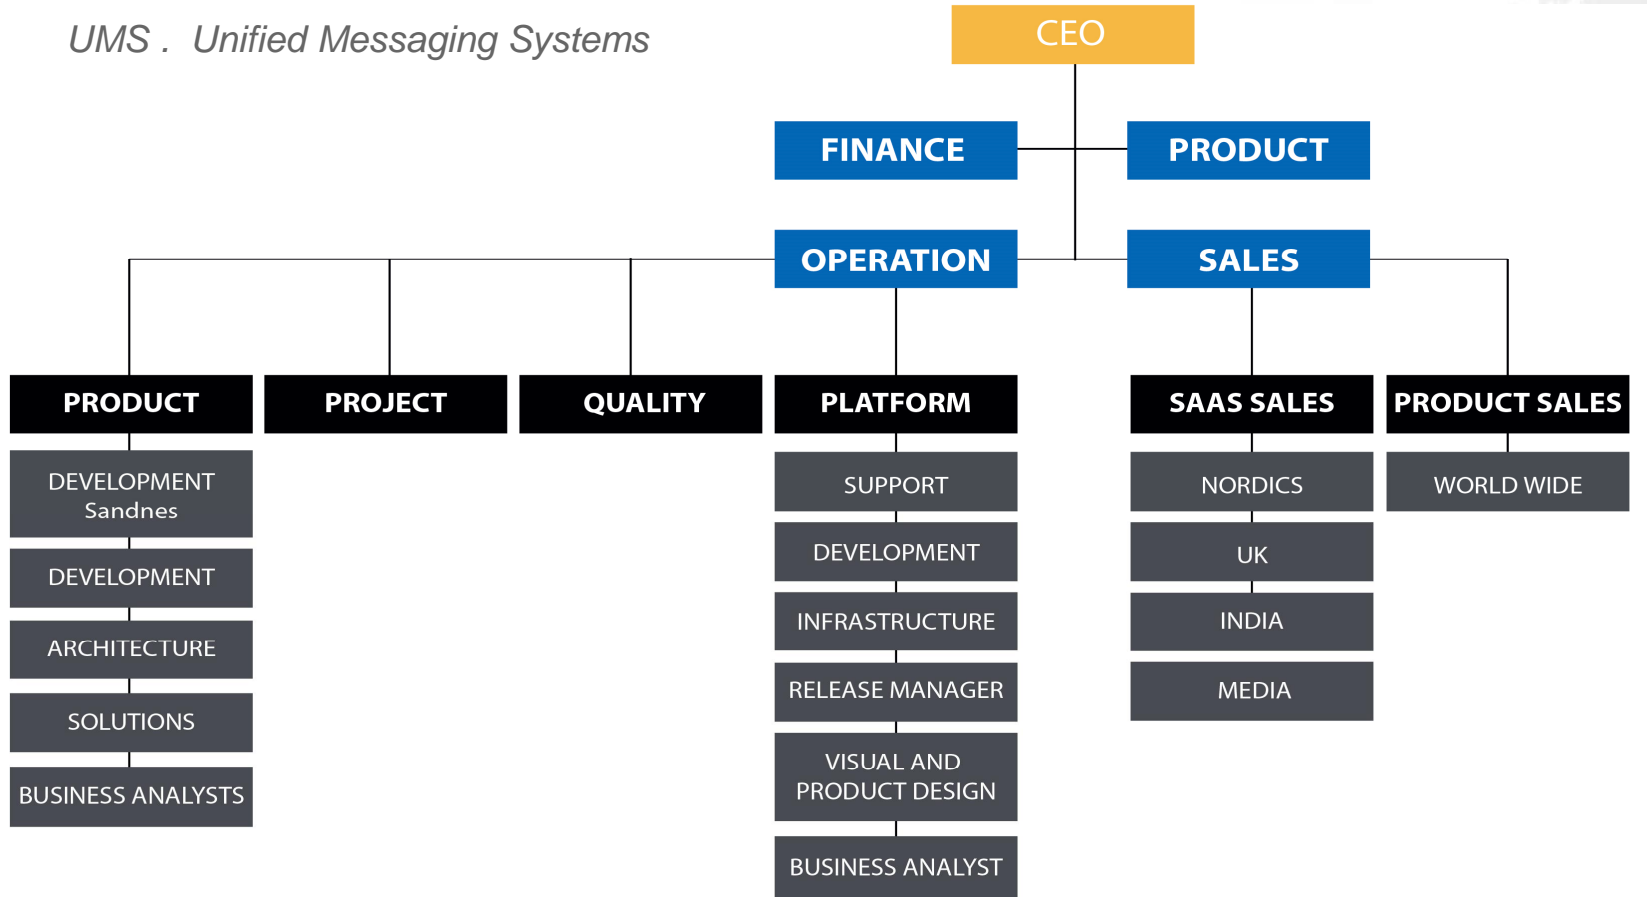 UMS .  Unified Messaging Systems
CEO
FINANCE
PRODUCT
OPERATION
SALES
PRODUCT
PROJECT
QUALITY
PLATFORM
SAAS SALES
PRODUCT SALES
DEVELOPMENT
Sandnes
DEVELOPMENT
ARCHITECTURE
SOLUTIONS
BUSINESS ANALYSTS
SUPPORT
DEVELOPMENT
INFRASTRUCTURE
RELEASE MANAGER
VISUAL AND
PRODUCT DESIGN
BUSINESS ANALYST
NORDICS
UK
INDIA
MEDIA
WORLD WIDE